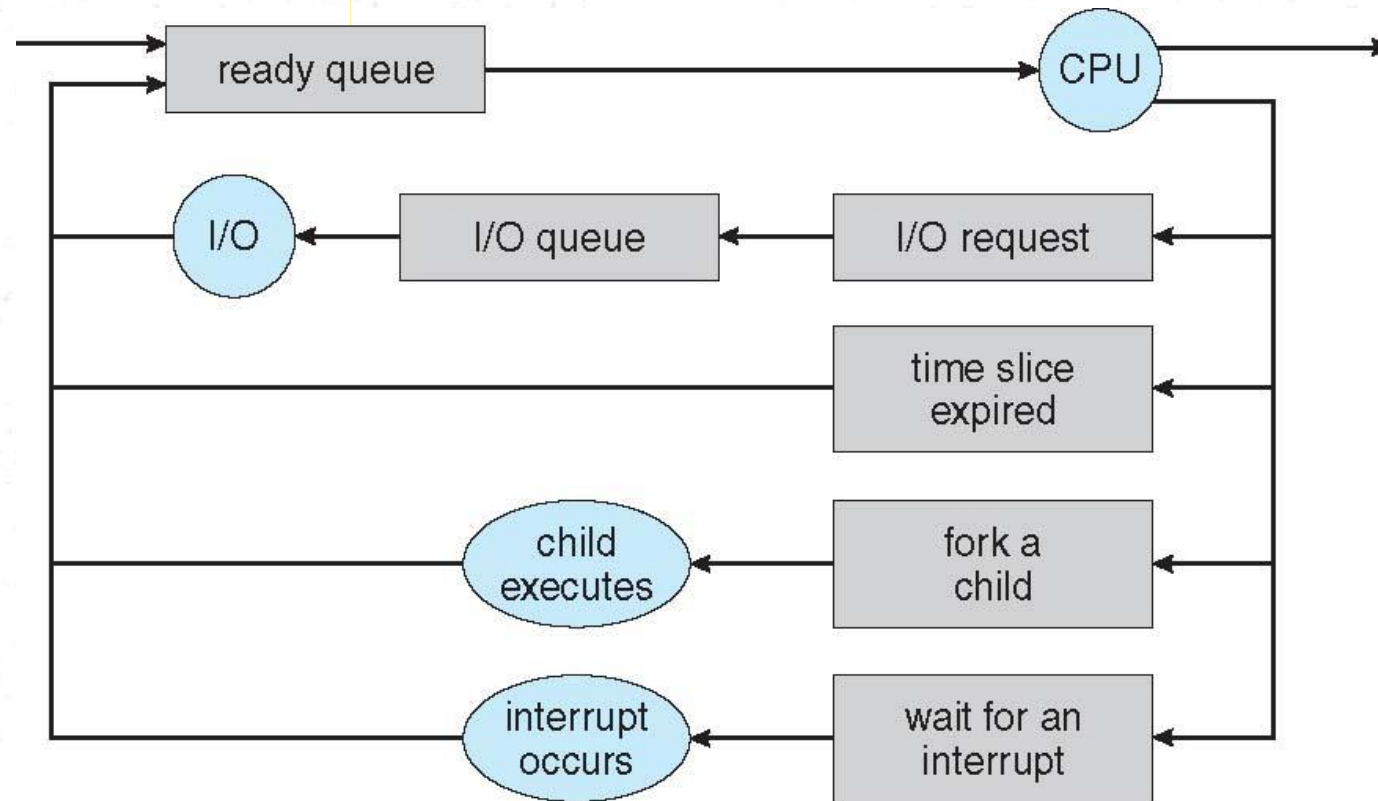 ready queue
CPU
I/O
I/O queue
I/O request
time slice
expired
child
executes
fork a
child
interrupt
occurs
wait for an
interrupt